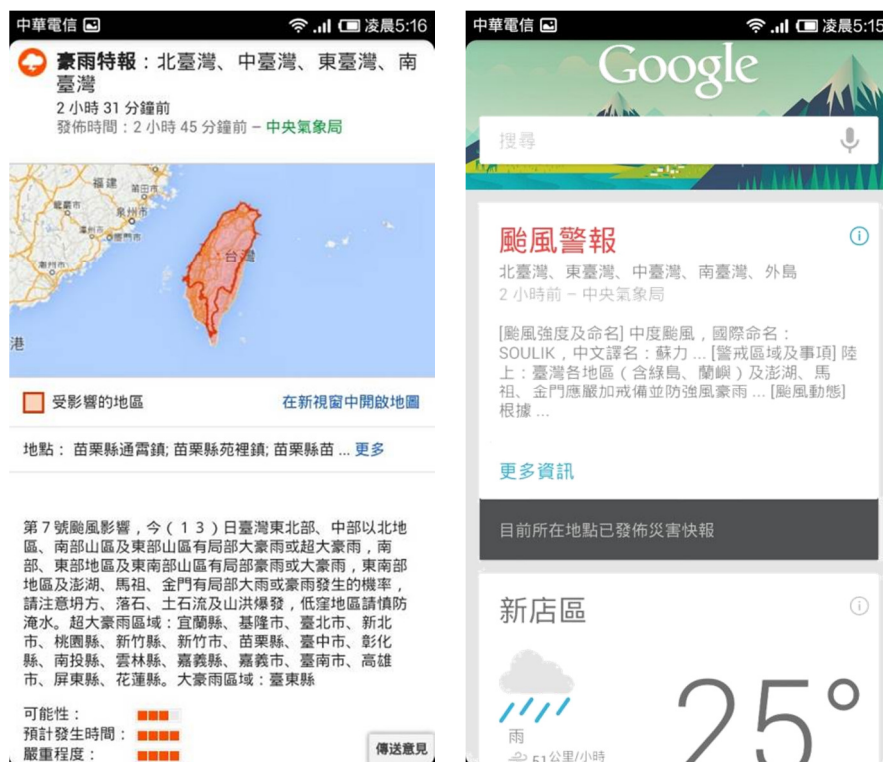 中華電信 凌晨5:16
豪雨特報：北臺灣、中臺灣、東臺灣、南
臺灣
2 小時 31 分鐘前
發佈時間：2 小時 45 分鐘前 – 中央氣象局
福建
莆田市
龍巖市
泉州市
漳州市
廈門市
潮州市
台灣
港
受影響的地區 在新視窗中開啟地圖
地點： 苗栗縣通霄鎮; 苗栗縣苑裡鎮; 苗栗縣苗 ... 更多
第７號颱風影響，今（１３）日臺灣東北部、中部以北地
區、南部山區及東部山區有局部大豪雨或超大豪雨，南
部、東部地區及東南部山區有局部豪雨或大豪雨，東南部
地區及澎湖、馬祖、金門有局部大雨或豪雨發生的機率，
請注意坍方、落石、土石流及山洪爆發，低窪地區請慎防
淹水。超大豪雨區域：宜蘭縣、基隆市、臺北市、新北
市、桃園縣、新竹縣、新竹市、苗栗縣、臺中市、彰化
縣、南投縣、雲林縣、嘉義縣、嘉義市、臺南市、高雄
市、屏東縣、花蓮縣。大豪雨區域：臺東縣
可能性：
預計發生時間：
嚴重程度：
傳送意見
中華電信 凌晨5:15
Google
搜尋
颱風警報
北臺灣、東臺灣、中臺灣、南臺灣、外島
2 小時前 – 中央氣象局
[颱風強度及命名] 中度颱風，國際命名：
SOULIK，中文譯名：蘇力 ... [警戒區域及事項] 陸
上：臺灣各地區（含綠島、蘭嶼）及澎湖、馬
祖、金門應嚴加戒備並防強風豪雨 ... [颱風動態]
根據 ...
更多資訊
目前所在地點已發佈災害快報
新店區
25°
雨
51公里/小時